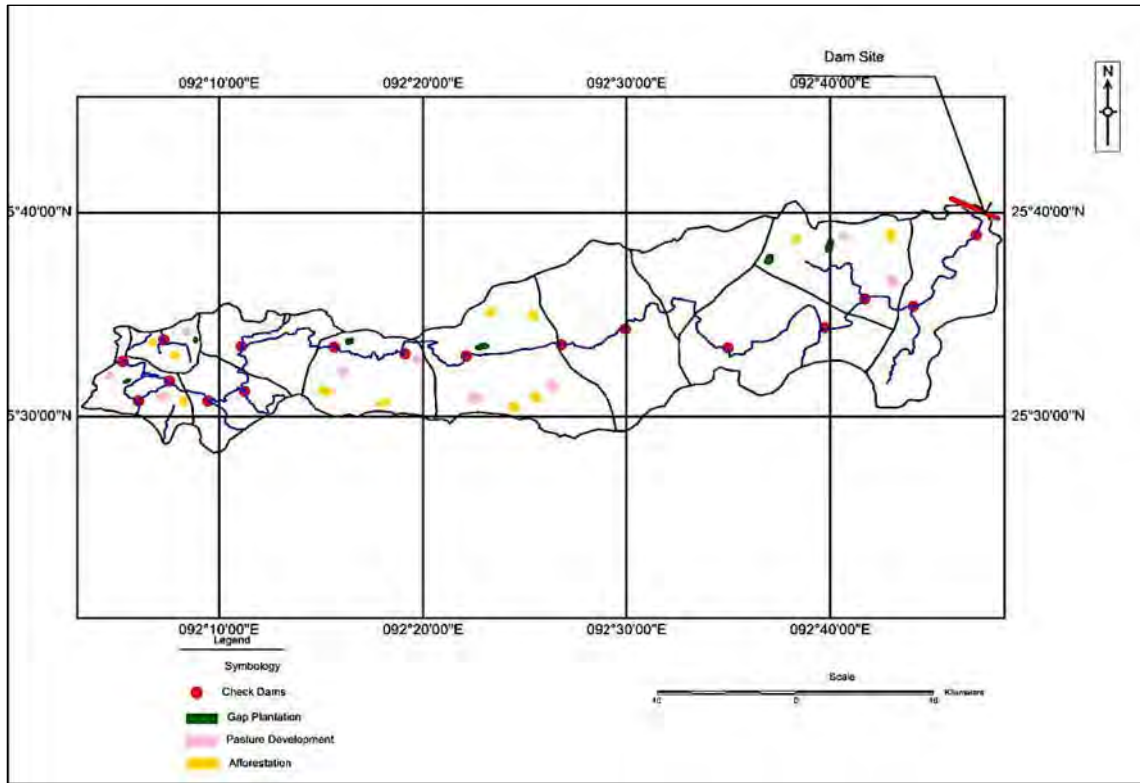 Dam Site
N
092°10'00"E 092°20'00"E 092°30'00"E 092°40'00"E
5°40'00"N 25°40'00"N
5°30'00"N 25°30'00"N
092°10'00"E 092°20'00"E 092°30'00"E 092°40'00"E
Legend
Symbology
Check Dams
Gap Plantation
Pasture Development
Afforestation
Scale
10 0 10 Kilometers